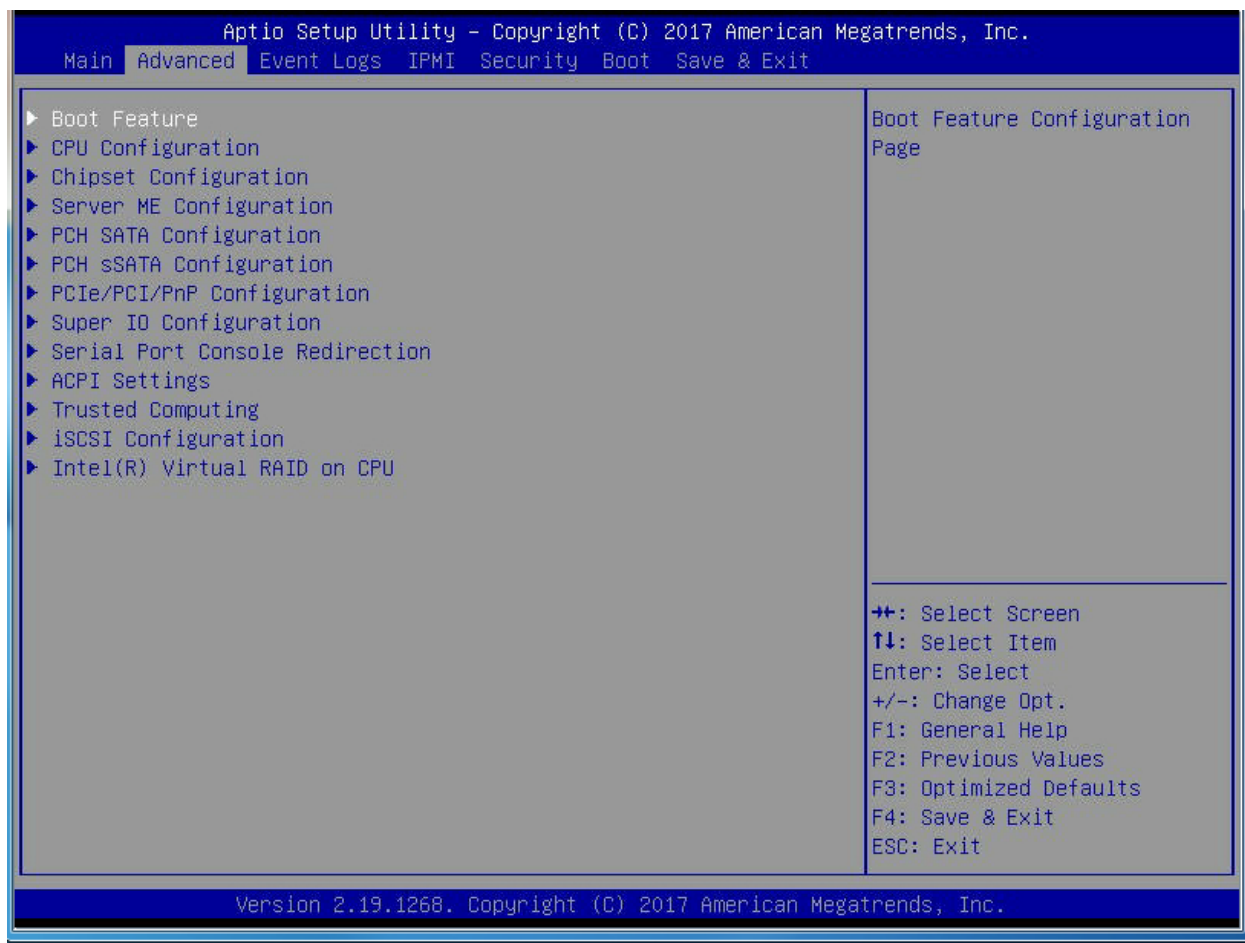 Aptio Setup Utility – Copyright (C) 2017 American Megatrends, Inc.
Main Advanced Event Logs IPMI Security Boot Save & Exit
▶ Boot Feature
▶ CPU Configuration
▶ Chipset Configuration
▶ Server ME Configuration
▶ PCH SATA Configuration
▶ PCH sSATA Configuration
▶ PCIe/PCI/PnP Configuration
▶ Super IO Configuration
▶ Serial Port Console Redirection
▶ ACPI Settings
▶ Trusted Computing
▶ iSCSI Configuration
▶ Intel(R) Virtual RAID on CPU
Boot Feature Configuration
Page
→←: Select Screen
↑↓: Select Item
Enter: Select
+/-: Change Opt.
F1: General Help
F2: Previous Values
F3: Optimized Defaults
F4: Save & Exit
ESC: Exit
Version 2.19.1268. Copyright (C) 2017 American Megatrends, Inc.